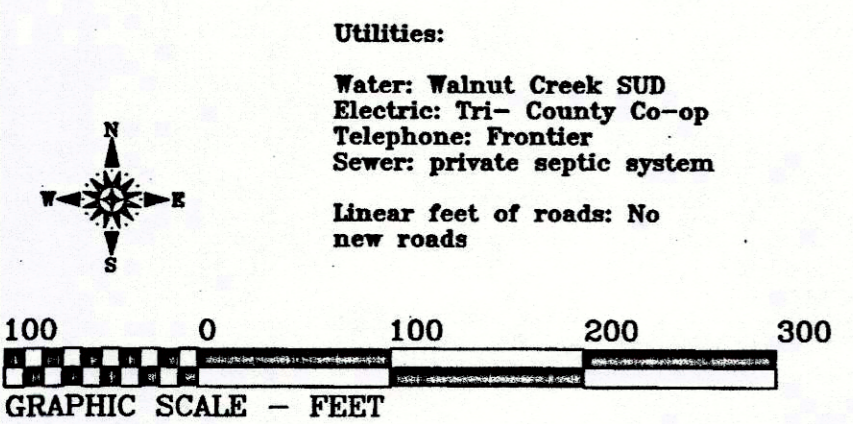 Utilities:
Water: Walnut Creek SUD
Electric: Tri- County Co-op
Telephone: Frontier
Sewer: private septic system
Linear feet of roads: No
new roads
N
W E
S
100 0 100 200 300
GRAPHIC SCALE - FEET